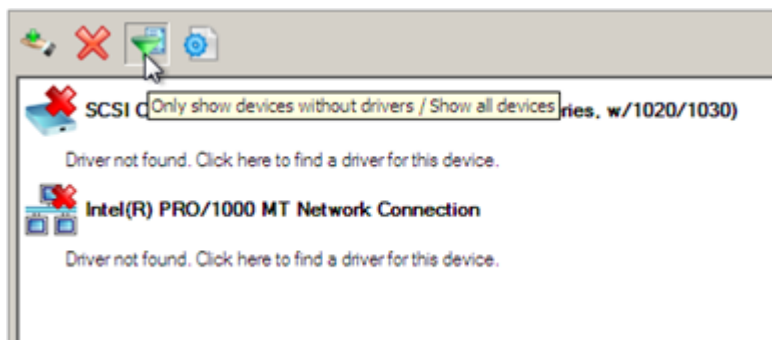 SCSI C
Only show devices without drivers / Show all devices
ries, w/1020/1030)
Driver not found. Click here to find a driver for this device.
Intel(R) PRO/1000 MT Network Connection
Driver not found. Click here to find a driver for this device.